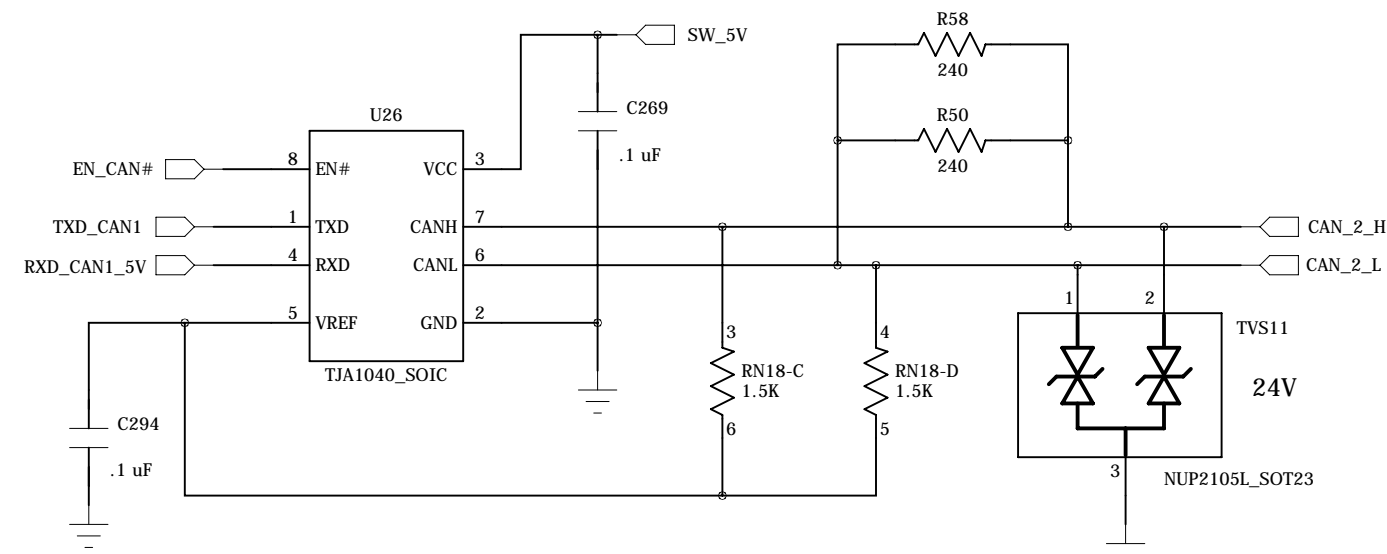 R58
SW_5V
240
C269
R50
U26
.1 uF
240
EN_CAN#
8
EN#
VCC
3
TXD_CAN1
1
TXD
CANH
7
CAN_2_H
RXD_CAN1_5V
4
RXD
CANL
6
CAN_2_L
5
VREF
GND
2
1
2
TVS11
3
4
TJA1040_SOIC
RN18-C
1.5K
RN18-D
1.5K
24V
6
5
C294
.1 uF
3
NUP2105L_SOT23